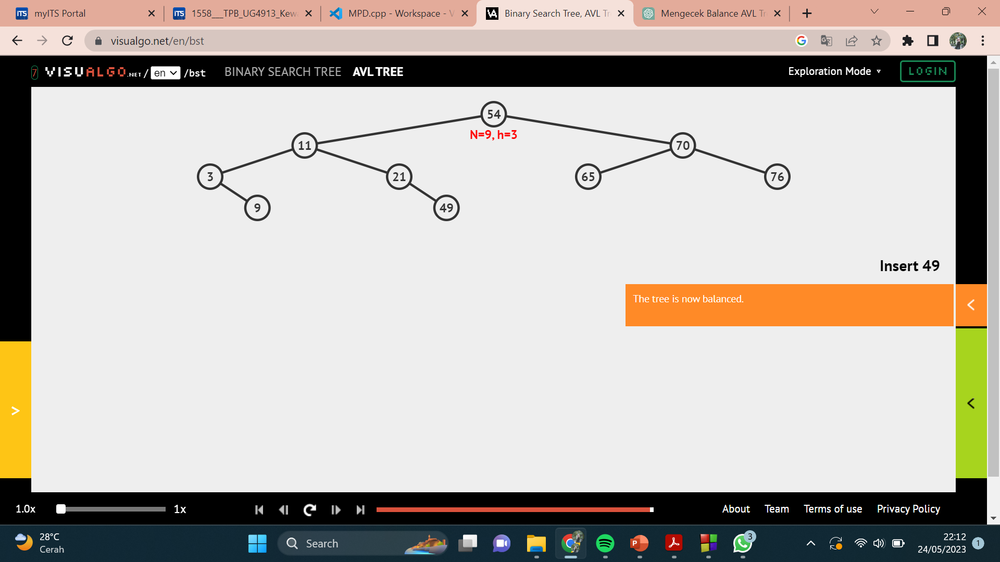 myITS Portal
1558___TPB_UG4913_Kewa
MPD.cpp - Workspace - V
Binary Search Tree, AVL Tr
Mengecek Balance AVL Tr
visualgo.net/en/bst
7 VISUALGO.NET / en /bst BINARY SEARCH TREE AVL TREE Exploration Mode LOGIN
54
N=9, h=3
11 70
3 21 65 76
9 49
Insert 49
The tree is now balanced.
1.0x 1x About Team Terms of use Privacy Policy
28°C
Cerah
Search
3
22:12
24/05/2023
1